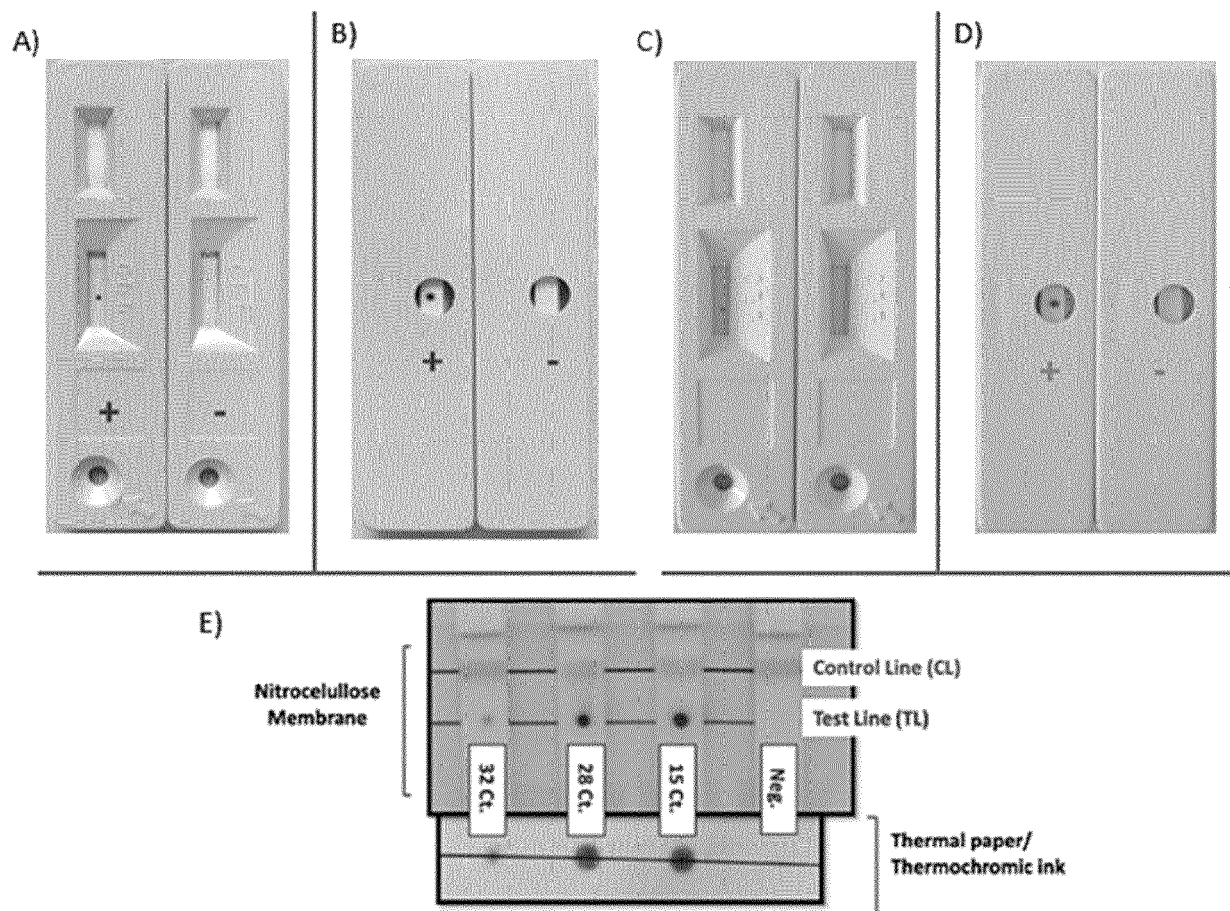 A)
B)
C)
D)
+
-
+
-
+
-
E)
Nitrocelullose
Membrane
Control Line (CL)
Test Line (TL)
32 Ct.
28 Ct.
15 Ct.
Neg.
Thermal paper/
Thermochromic ink